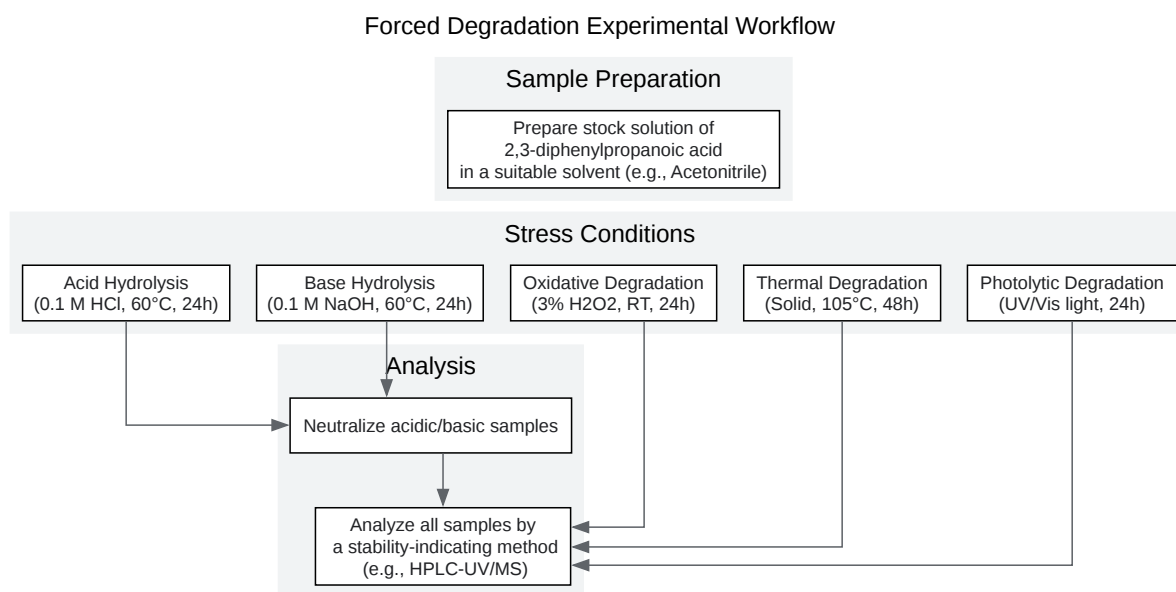 Forced Degradation Experimental Workflow
Sample Preparation
Prepare stock solution of
2,3-diphenylpropanoic acid
in a suitable solvent (e.g., Acetonitrile)
Stress Conditions
Acid Hydrolysis
(0.1 M HCl, 60°C, 24h)
Base Hydrolysis
(0.1 M NaOH, 60°C, 24h)
Oxidative Degradation
(3% H2O2, RT, 24h)
Thermal Degradation
(Solid, 105°C, 48h)
Photolytic Degradation
(UV/Vis light, 24h)
Analysis
Neutralize acidic/basic samples
Analyze all samples by
a stability-indicating method
(e.g., HPLC-UV/MS)